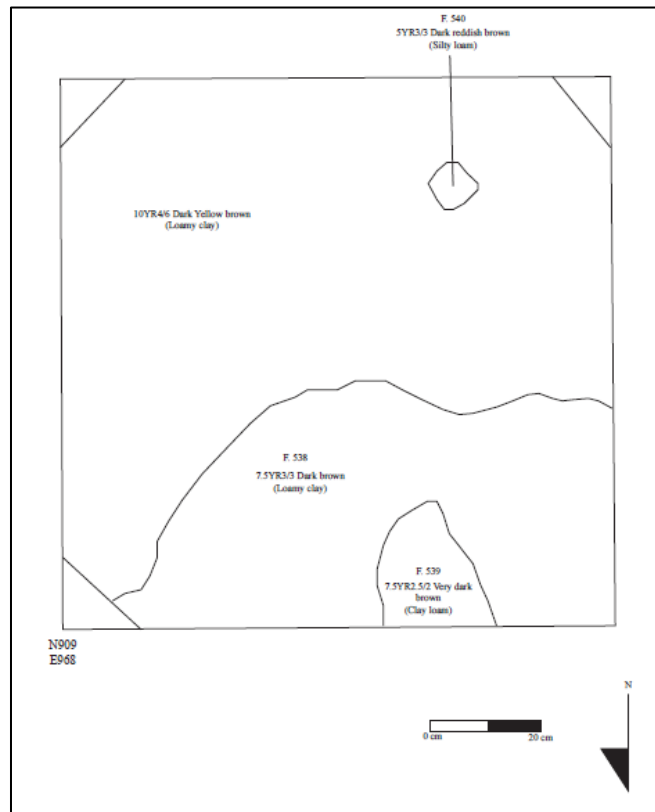 F. 540
5YR3/3 Dark reddish brown
(Silty loam)
10YR4/6 Dark Yellow brown
(Loamy clay)
F. 538
7.5YR3/3 Dark brown
(Loamy clay)
F. 539
7.5YR2.5/2 Very dark
brown
(Clay loam)
N909
E968
N
0 cm
20 cm